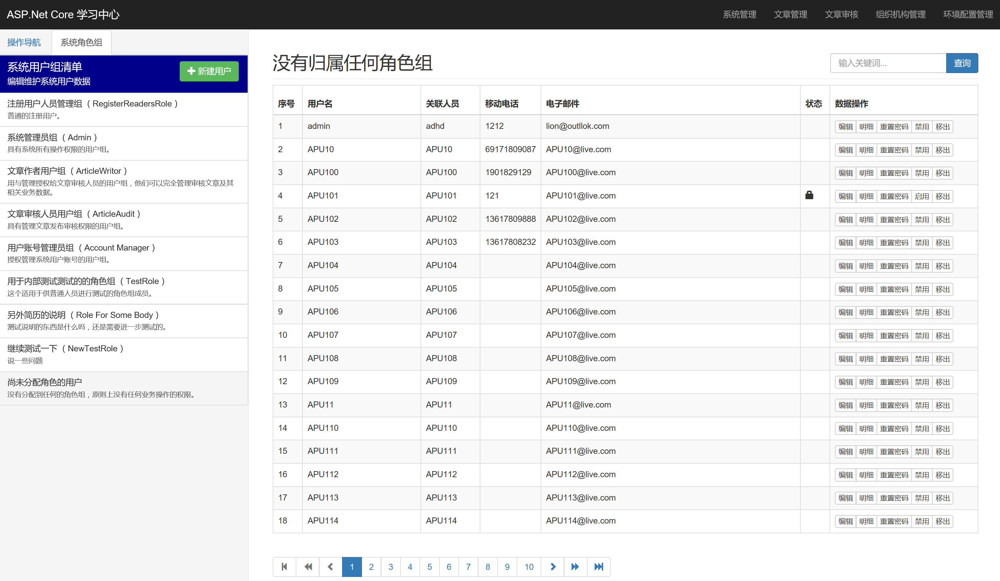 ASP.Net Core 学习中心
系统管理 文章管理 文章审核 组织机构管理 环境配置管理
操作导航 系统角色组
系统用户组清单
编辑维护系统用户数据
新建用户
注册用户人员管理组（RegisterReadersRole）
普通的注册用户。
系统管理员组（Admin）
具有系统所有操作权限的用户组。
文章作者用户组（ArticleWritor）
用与管理授权给文章审核人员的用户组，他们可以完全管理审核文章及其
相关业务数据。
文章审核人员用户组（ArticleAudit）
具有管理文章发布审核权限的用户组。
用户账号管理员组（Account Manager）
授权管理系统用户账号的用户组。
用于内部测试测试的的角色组（TestRole）
这个适用于供普通人员进行测试的角色组成员。
另外简历的说明（Role For Some Body）
测试说明的东西是什么吗，还是需要进一步测试的。
继续测试一下（NewTestRole）
说一些问题
尚未分配角色的用户
没有分配到任何的角色组，原则上没有任何业务操作的权限。
没有归属任何角色组
输入关键词... 查询
序号 用户名 关联人员 移动电话 电子邮件 状态 数据操作
1 admin adhd 1212 lion@outllok.com 编辑 明细 重置密码 禁用 移出
2 APU10 APU10 69171809087 APU10@live.com 编辑 明细 重置密码 禁用 移出
3 APU100 APU100 1901829129 APU100@live.com 编辑 明细 重置密码 禁用 移出
4 APU101 APU101 121 APU101@live.com 编辑 明细 重置密码 启用 移出
5 APU102 APU102 13617809888 APU102@live.com 编辑 明细 重置密码 禁用 移出
6 APU103 APU103 13617808232 APU103@live.com 编辑 明细 重置密码 禁用 移出
7 APU104 APU104 APU104@live.com 编辑 明细 重置密码 禁用 移出
8 APU105 APU105 APU105@live.com 编辑 明细 重置密码 禁用 移出
9 APU106 APU106 APU106@live.com 编辑 明细 重置密码 禁用 移出
10 APU107 APU107 APU107@live.com 编辑 明细 重置密码 禁用 移出
11 APU108 APU108 APU108@live.com 编辑 明细 重置密码 禁用 移出
12 APU109 APU109 APU109@live.com 编辑 明细 重置密码 禁用 移出
13 APU11 APU11 APU11@live.com 编辑 明细 重置密码 禁用 移出
14 APU110 APU110 APU110@live.com 编辑 明细 重置密码 禁用 移出
15 APU111 APU111 APU111@live.com 编辑 明细 重置密码 禁用 移出
16 APU112 APU112 APU112@live.com 编辑 明细 重置密码 禁用 移出
17 APU113 APU113 APU113@live.com 编辑 明细 重置密码 禁用 移出
18 APU114 APU114 APU114@live.com 编辑 明细 重置密码 禁用 移出
1 2 3 4 5 6 7 8 9 10